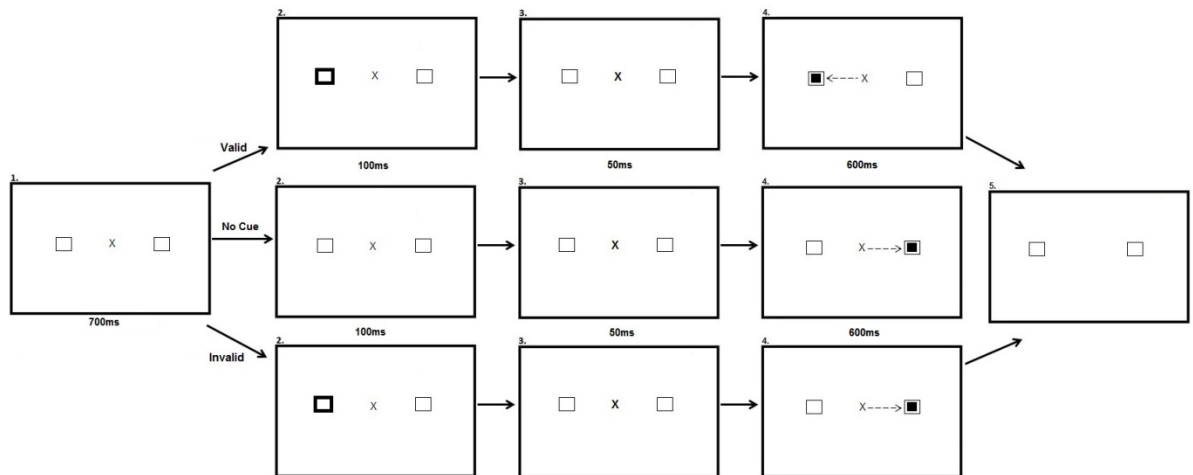 2.
3.
4.
X
X
X
Valid
100ms
50ms
600ms
1.
2.
3.
4.
5.
X
No Cue
X
X
X
700ms
100ms
50ms
600ms
Invalid
2.
3.
4.
X
X
X